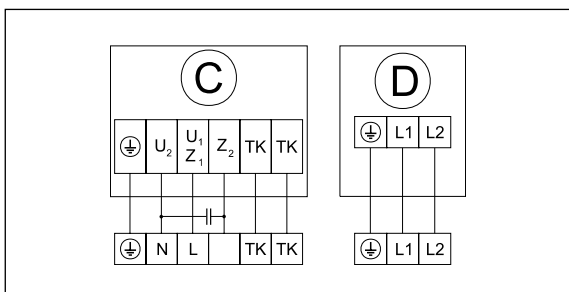 C
⏚ U₂ U₁ Z₁ Z₂ TK TK
N L TK TK
D
L1 L2
L1 L2